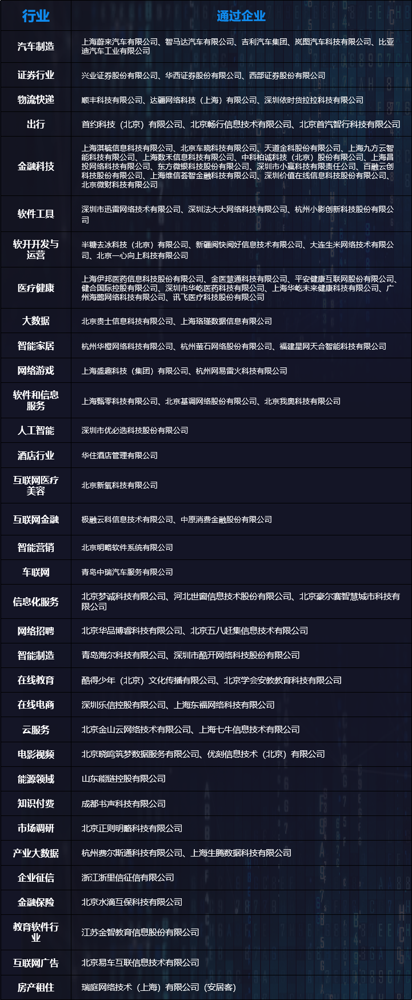 行业
通过企业
汽车制造
上海蔚来汽车有限公司、智马达汽车有限公司、吉利汽车集团、岚图汽车科技有限公司、比亚
迪汽车工业有限公司
证券行业
兴业证券股份有限公司、华西证券股份有限公司、西部证券股份有限公司
物流快递
顺丰科技有限公司、达疆网络科技（上海）有限公司、深圳依时货拉拉科技有限公司
出行
首约科技（北京）有限公司、北京畅行信息技术有限公司、北京首汽智行科技有限公司
金融科技
上海淇毓信息科技有限公司、北京车晓科技有限公司、天道金科股份有限公司、上海九方云智
能科技有限公司、上海数禾信息科技有限公司、中科柏诚科技（北京）股份有限公司、上海昌
投网络科技有限公司、东方微银科技股份有限公司、深圳市小赢科技有限责任公司、百融云创
科技股份有限公司、上海维信荟智金融科技有限公司、深圳价值在线信息科技股份有限公司、
北京微财科技有限公司
软件工具
深圳市迅雷网络技术有限公司、深圳法大大网络科技有限公司、杭州小影创新科技股份有限公
司
软开开发与
运营
半糖去冰科技（北京）有限公司、新疆阅快阅好信息技术有限公司、大连生米网络技术有限公
司、北京一心向上科技有限公司
医疗健康
上海伊邦医药信息科技股份有限公司、金医慧通科技有限公司、平安健康互联网股份有限公司、
健合国际控股有限公司、深圳市华屹医药科技有限公司、上海华屹未来健康科技有限公司、广
州海鹚网络科技有限公司、讯飞医疗科技股份有限公司
大数据
北京贵士信息科技有限公司、上海珞瑾数据信息有限公司
智能家居
杭州华橙网络科技有限公司、杭州萤石网络股份有限公司、福建星网天合智能科技有限公司
网络游戏
上海盛趣科技（集团）有限公司、杭州网易雷火科技有限公司
软件和信息
服务
上海甄零科技有限公司、北京基调网络股份有限公司、北京我奥科技有限公司
人工智能
深圳市优必选科技股份有限公司
酒店行业
华住酒店管理有限公司
互联网医疗
美容
北京新氧科技有限公司
互联网金融
极融云科信息技术有限公司、中原消费金融股份有限公司
智能营销
北京明略软件系统有限公司
车联网
青岛中瑞汽车服务有限公司
信息化服务
北京梦诚科技有限公司、河北世窗信息技术股份有限公司、北京豪尔赛智慧城市科技有
限公司
网络招聘
北京华品博睿科技有限公司、北京五八赶集信息技术有限公司
智能制造
青岛海尔科技有限公司、深圳市酷开网络科技股份有限公司
在线教育
酷得少年（北京）文化传播有限公司、北京学会安教教育科技有限公司
在线电商
深圳乐信控股有限公司、上海东福网络科技有限公司
云服务
北京金山云网络技术有限公司、上海七牛信息技术有限公司
电影视频
北京晓鸣筑梦数据服务有限公司、优刻信息技术（北京）有限公司
能源领域
山东能链控股有限公司
知识付费
成都书声科技有限公司
市场调研
北京正则明略科技有限公司
产业大数据
杭州费尔斯通科技有限公司、上海生腾数据科技有限公司
企业征信
浙江浙里信征信有限公司
金融保险
北京水滴互保科技有限公司
教育软件行
业
江苏金智教育信息股份有限公司
互联网广告
北京易车互联信息技术有限公司
房产租住
瑞庭网络技术（上海）有限公司（安居客）